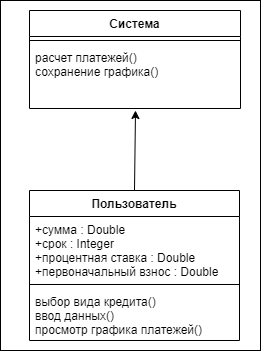 Система
расчет платежей()
сохранение графика()
Пользователь
+сумма : Double
+срок : Integer
+процентная ставка : Double
+первоначальный взнос : Double
выбор вида кредита()
ввод данных()
просмотр графика платежей()